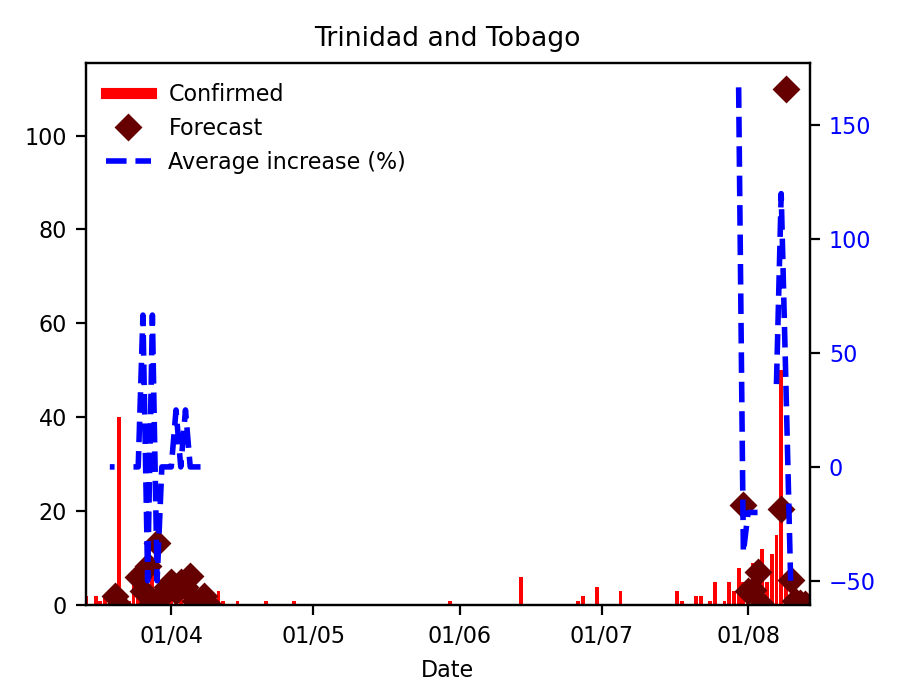 Trinidad and Tobago
Confirmed
Forecast
Average increase (%)
100
80
60
40
20
0
150
100
50
0
−50
01/04 01/05 01/06 01/07 01/08
Date